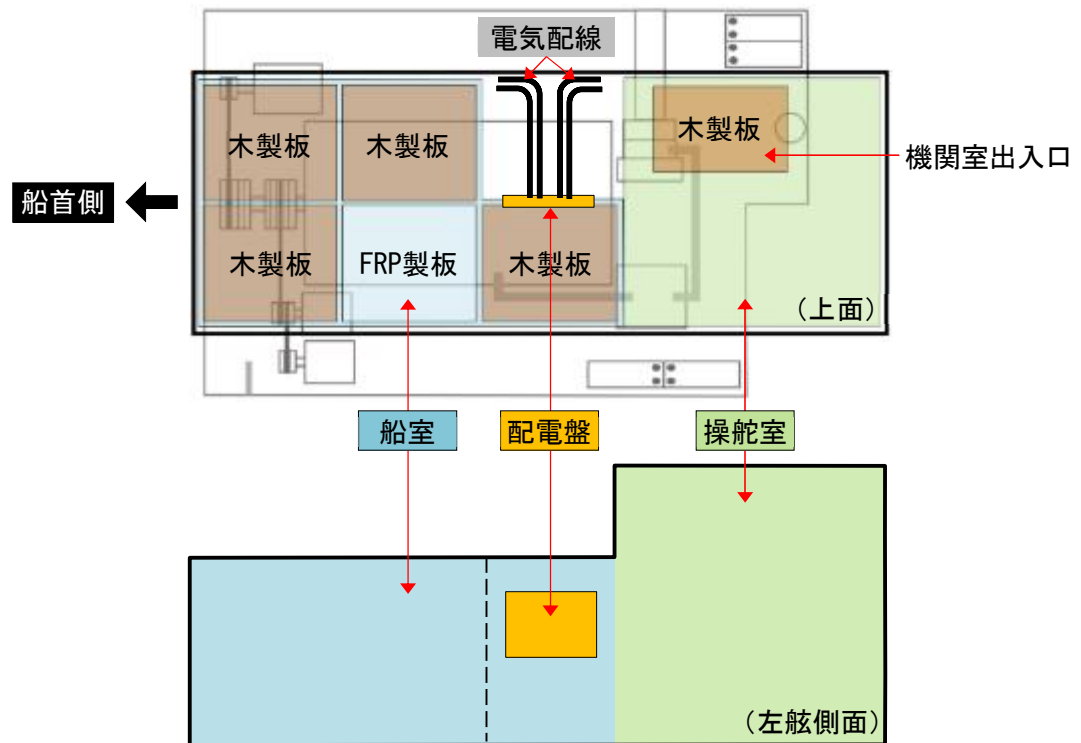 電気配線
木製板
木製板
木製板
機関室出入口
船首側
木製板
FRP製板
木製板
(上面)
船室
配電盤
操舵室
(左舷側面)